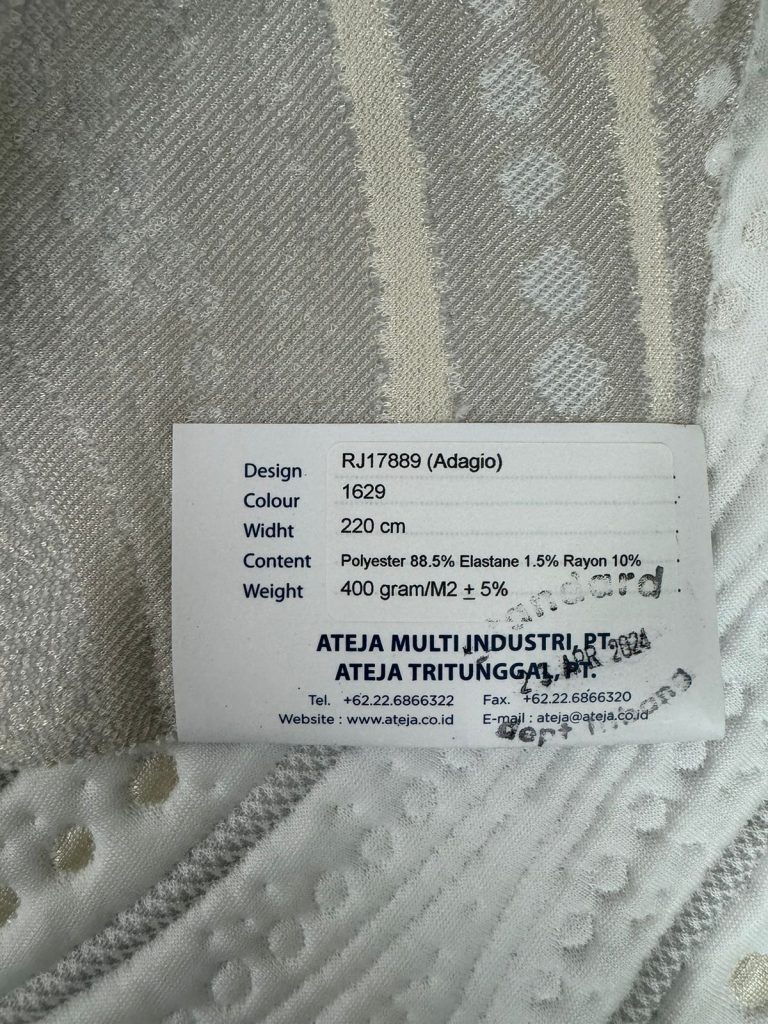 Design RJ17889 (Adagio)
Colour 1629
Widht 220 cm
Content Polyester 88.5% Elastane 1.5% Rayon 10%
Weight 400 gram/M2 ± 5%
ATEJA MULTI INDUSTRI, PT.
ATEJA TRITUNGGAL, PT.
APR 2024
Tel. +62.22.6866322 Fax. +62.22.6866320
Website : www.ateja.co.id E-mail : ateja@ateja.co.id